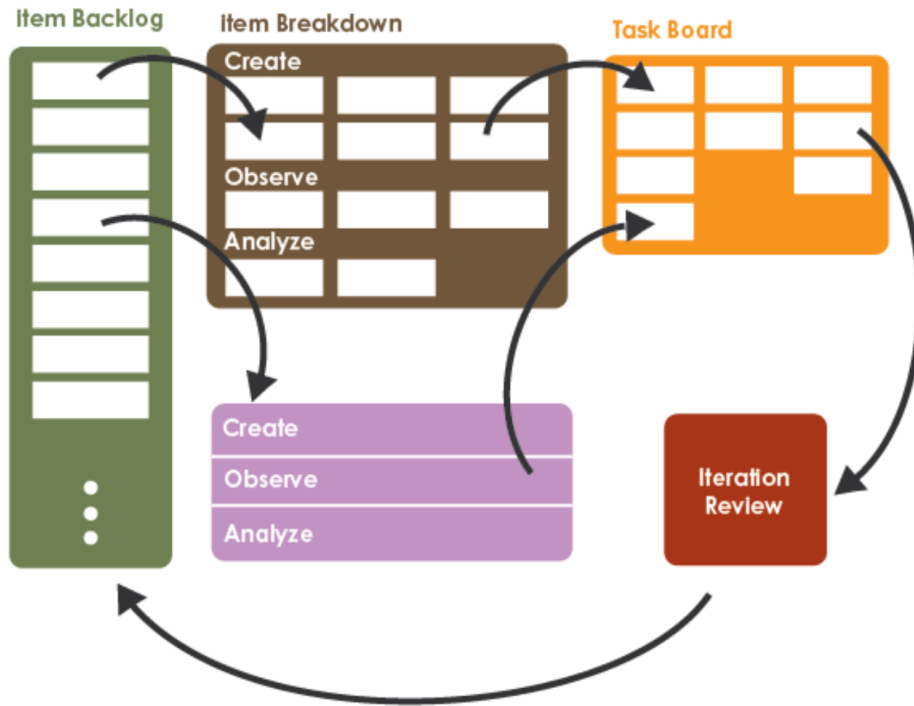 item Backlog
item Breakdown
Task Board
Create
Observe
Analyze
Create
Observe
Analyze
Iteration
Review